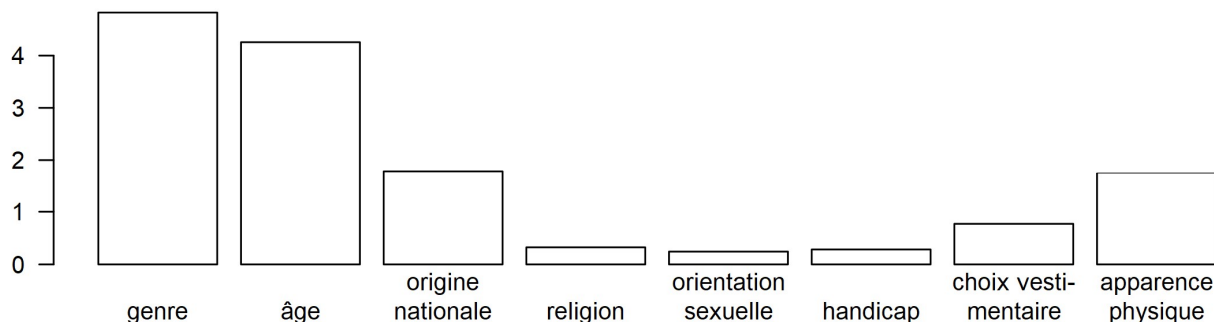 4
3
2
1
0
genre
âge
origine
nationale
religion
orientation
sexuelle
handicap
choix vesti-
mentaire
apparence
physique